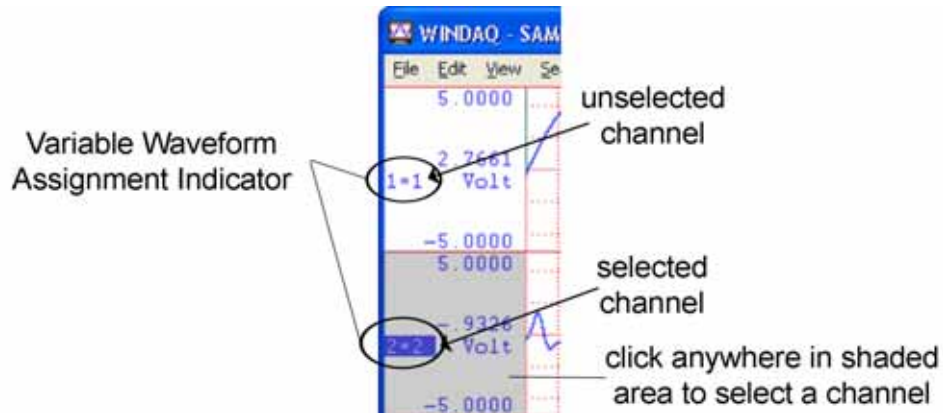 WINDAQ - SAM
File Edit View Se
5.0000
unselected
channel
Variable Waveform
Assignment Indicator
2.7661
1=1
Volt
-5.0000
5.0000
selected
channel
-.9326
2=2
Volt
click anywhere in shaded
area to select a channel
-5.0000